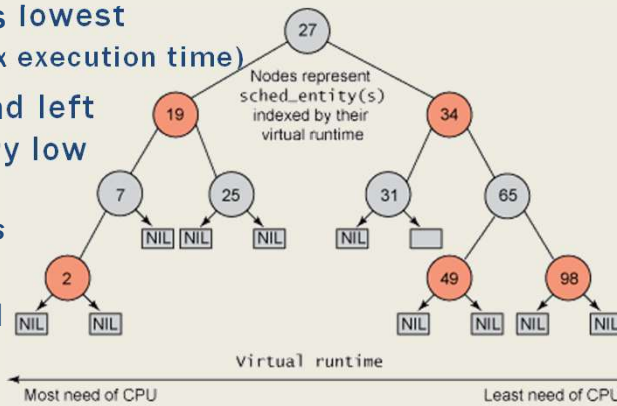 s lowest
x execution time)
d left
y low
s
27
Nodes represent
sched_entity(s)
indexed by their
virtual runtime
19
34
7
25
31
65
NIL
NIL
NIL
NIL
2
49
98
NIL
NIL
NIL
NIL
NIL
NIL
Virtual runtime
Most need of CPU
Least need of CPU